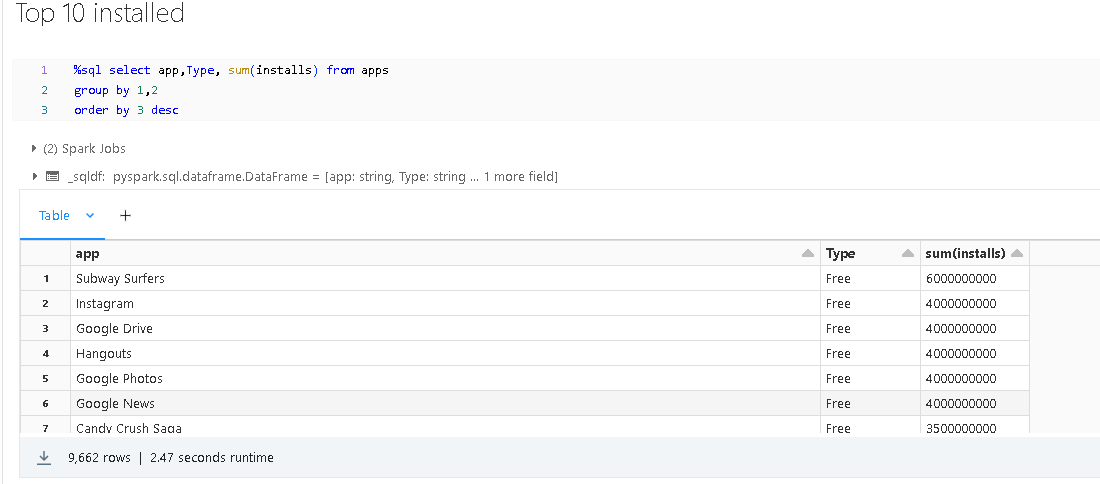 Top 10 installed
1 %sql select app,Type, sum(installs) from apps
2 group by 1,2
3 order by 3 desc
(2) Spark Jobs
_sqldf: pyspark.sql.dataframe.DataFrame = [app: string, Type: string ... 1 more field]
Table +
app Type sum(installs)
1 Subway Surfers Free 6000000000
2 Instagram Free 4000000000
3 Google Drive Free 4000000000
4 Hangouts Free 4000000000
5 Google Photos Free 4000000000
6 Google News Free 4000000000
7 Candy Crush Saga Free 3500000000
9,662 rows | 2.47 seconds runtime